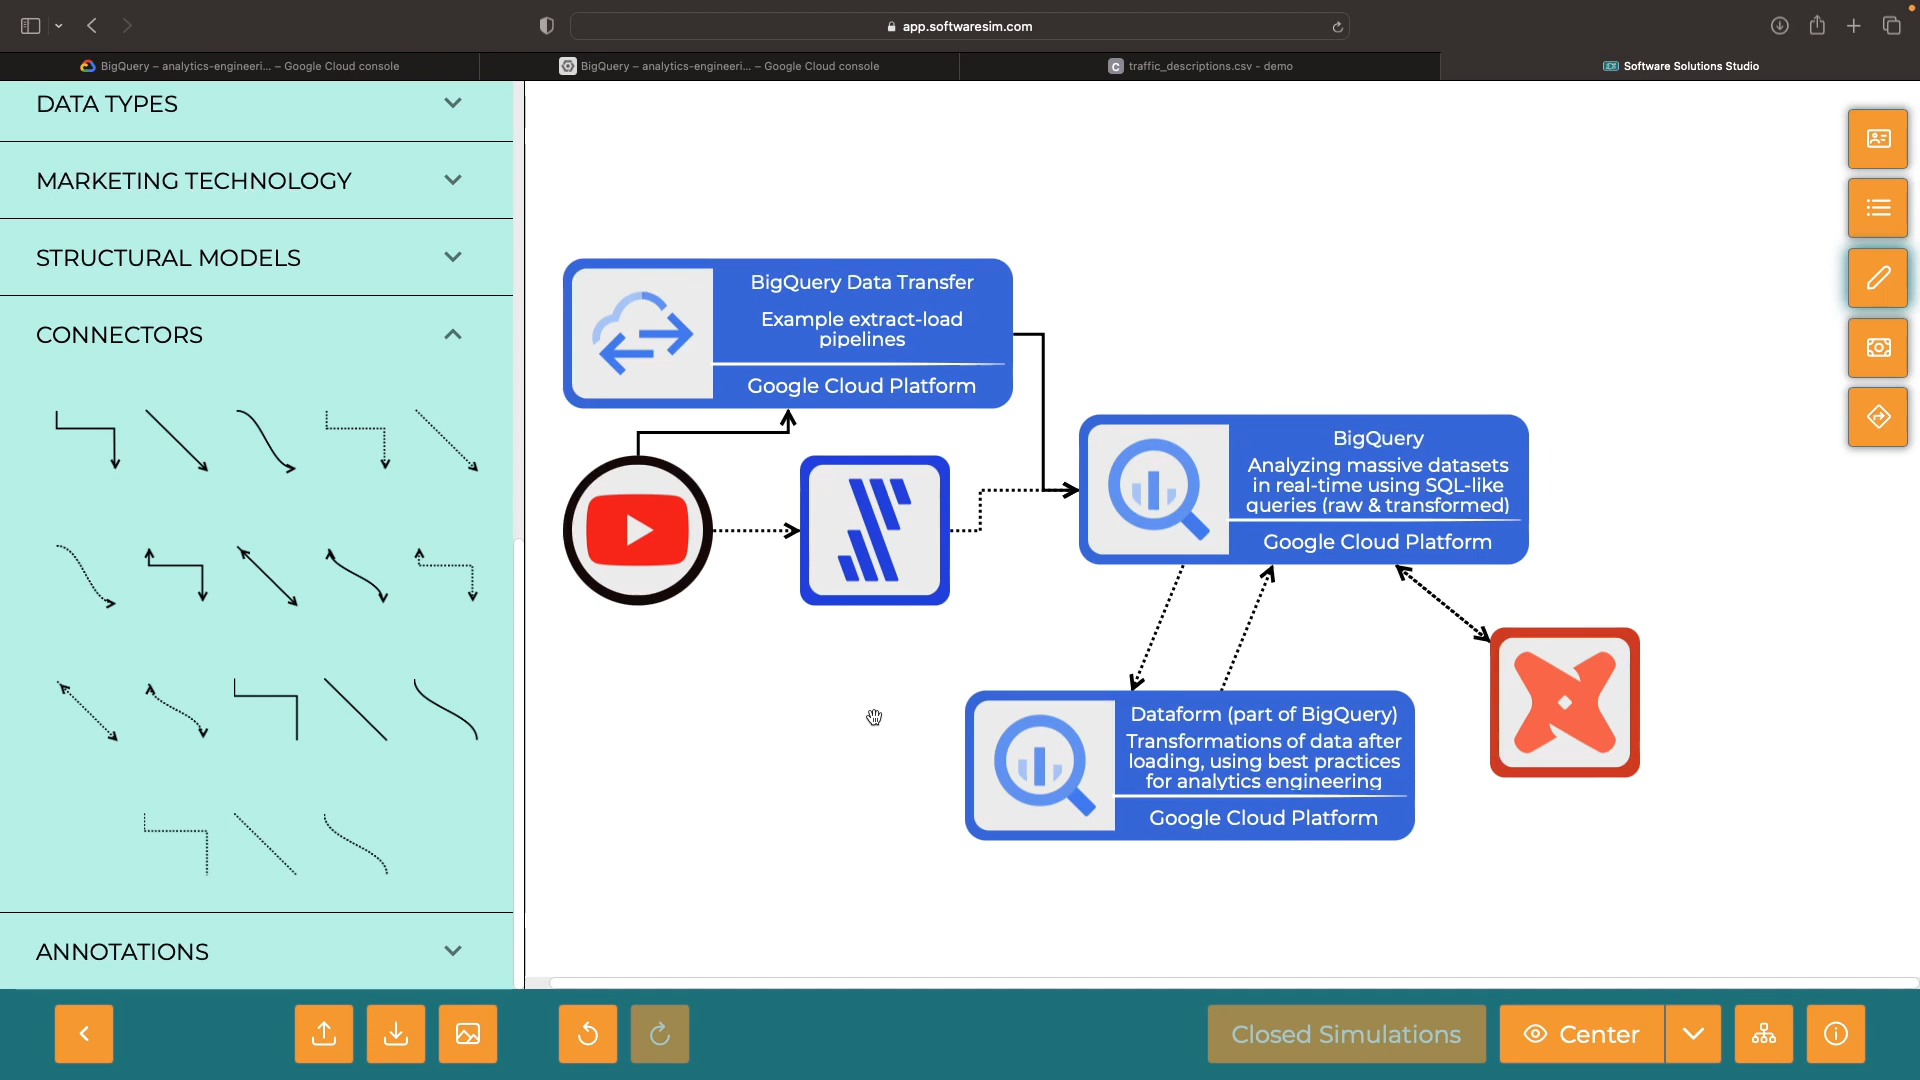 app.softwaresim.com
BigQuery – analytics-engineeri... – Google Cloud console
BigQuery – analytics-engineeri... – Google Cloud console
traffic_descriptions.csv - demo
Software Solutions Studio
DATA TYPES
MARKETING TECHNOLOGY
STRUCTURAL MODELS
CONNECTORS
ANNOTATIONS
BigQuery Data Transfer
Example extract-load
pipelines
Google Cloud Platform
BigQuery
Analyzing massive datasets
in real-time using SQL-like
queries (raw & transformed)
Google Cloud Platform
Dataform (part of BigQuery)
Transformations of data after
loading, using best practices
for analytics engineering
Google Cloud Platform
Closed Simulations
Center